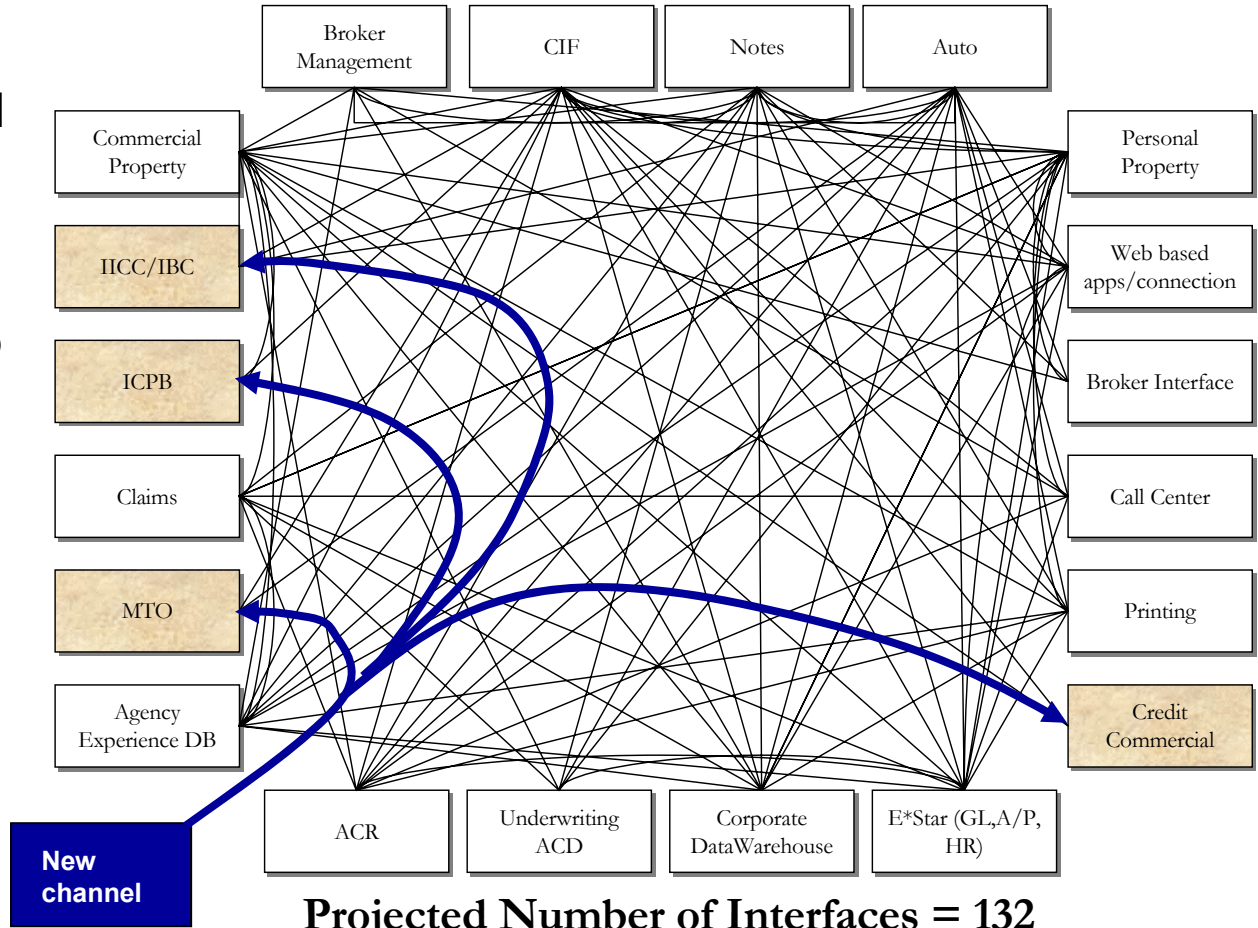 Broker
Management
CIF
Notes
Auto
Commercial
Property
IICC/IBC
ICPB
Claims
MTO
Agency
Experience DB
Personal
Property
Web based
apps/connection
Broker Interface
Call Center
Printing
Credit
Commercial
ACR
Underwriting
ACD
Corporate
DataWarehouse
E*Star (GL,A/P,
HR)
New
channel
Projected Number of Interfaces = 132